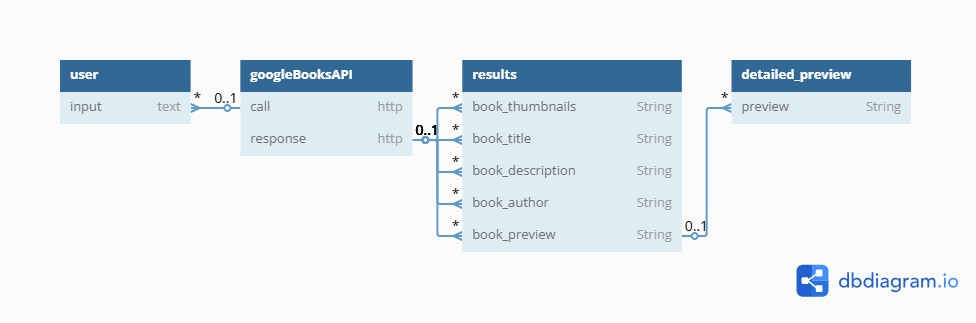 user
input text
* 0..1
googleBooksAPI
call http
response http
0..1
results
* book_thumbnails String
* book_title String
* book_description String
* book_author String
* book_preview String
0..1
detailed_preview
* preview String
dbdiagram.io